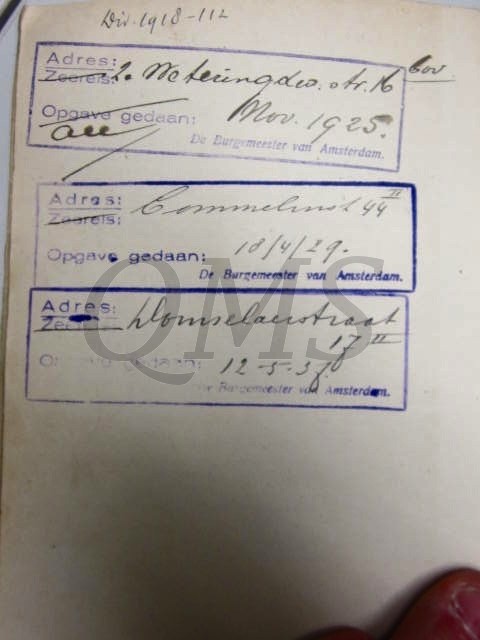 Div. 1918-112
Adres: 2e Weteringdw. str. 16 bov.
Zeereis:
Opgave gedaan: Nov. 1925.
De Burgemeester van Amsterdam.
Adres: Commelinst. 44 II
Zeereis:
Opgave gedaan: 18/4/29.
De Burgemeester van Amsterdam.
Adres: Domselaerstraat
17 II
gedaan: 12-5-37
Burgemeester van Amsterdam.
QMS